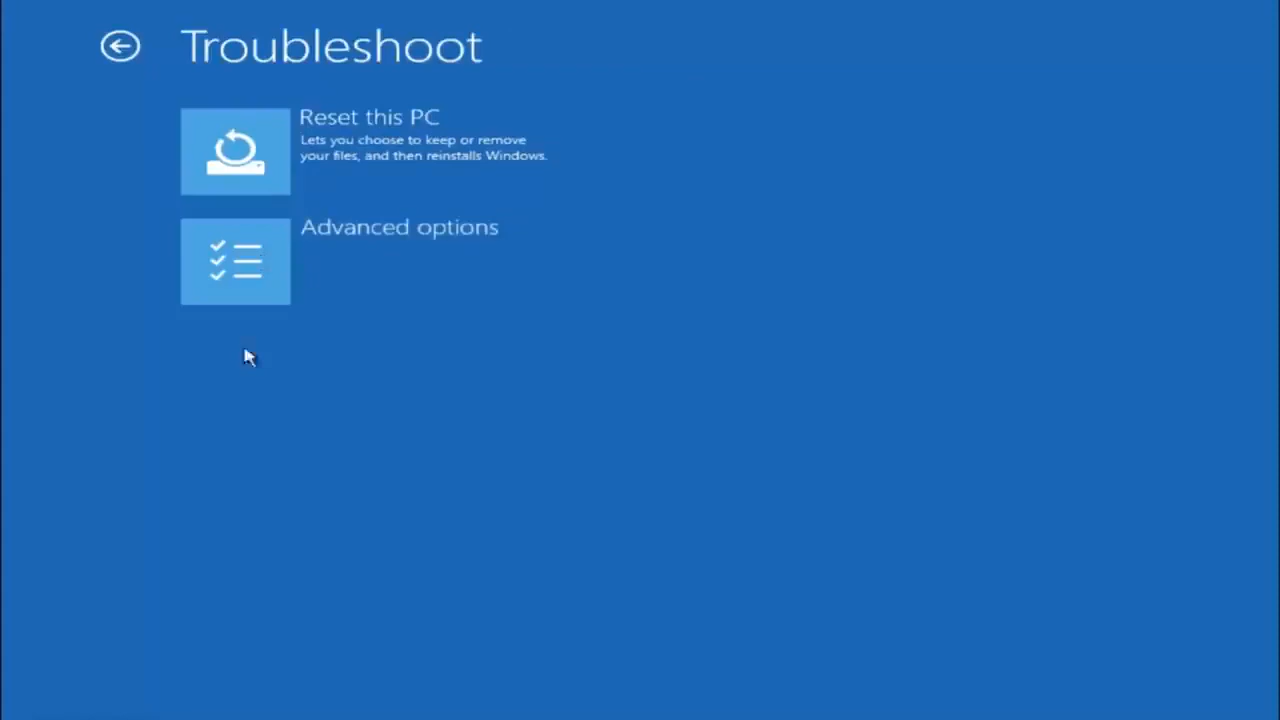 Troubleshoot
Reset this PC
Lets you choose to keep or remove
your files, and then reinstalls Windows.
Advanced options